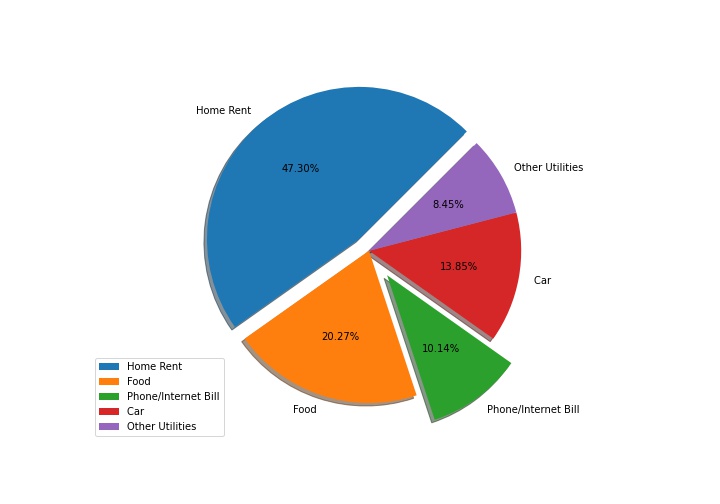 Home Rent
47.30%
Other Utilities
8.45%
13.85%
Car
20.27%
10.14%
Food
Phone/Internet Bill
Home Rent
Food
Phone/Internet Bill
Car
Other Utilities